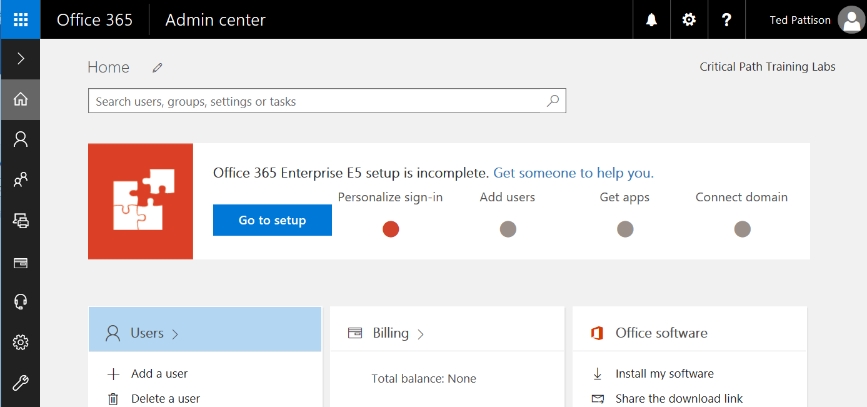 Office 365 Admin center ? Ted Pattison
Home Critical Path Training Labs
Search users, groups, settings or tasks
Office 365 Enterprise E5 setup is incomplete. Get someone to help you.
Personalize sign-in Add users Get apps Connect domain
Go to setup
Users Billing Office software
Add a user Total balance: None Install my software
Delete a user Share the download link